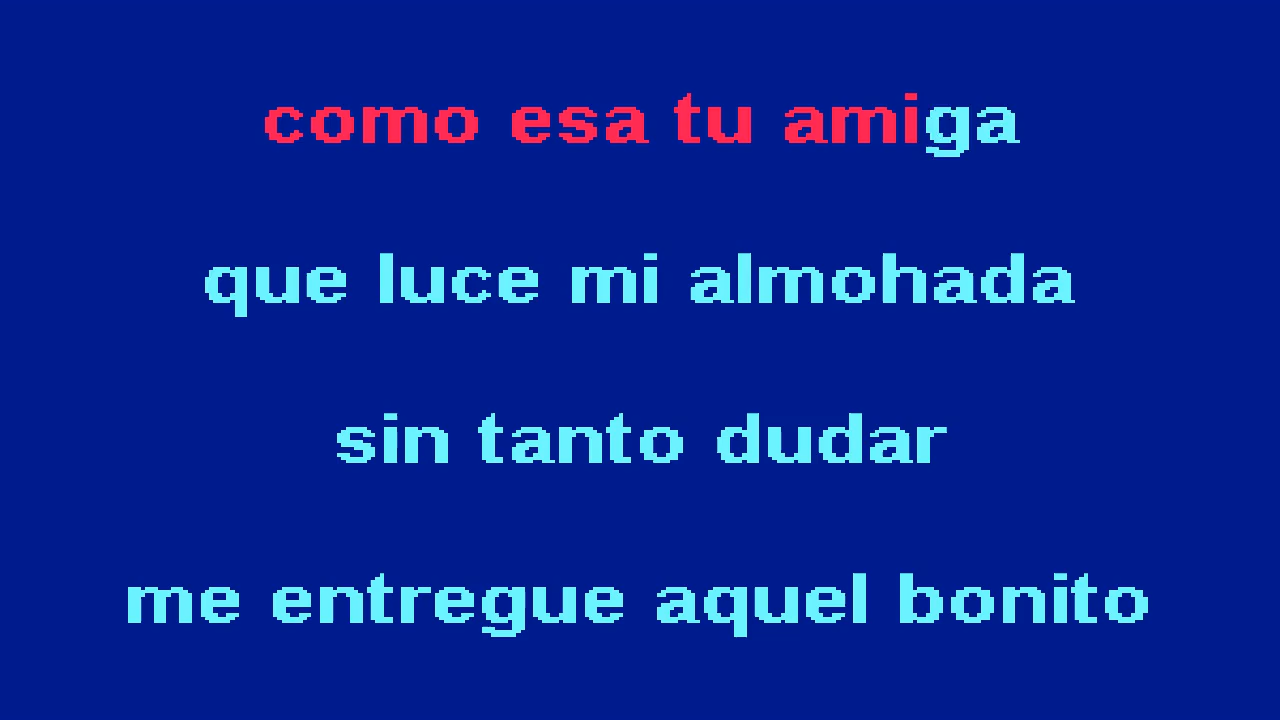 como esa tu amiga
que luce mi almohada
sin tanto dudar
me entregue aquel bonito